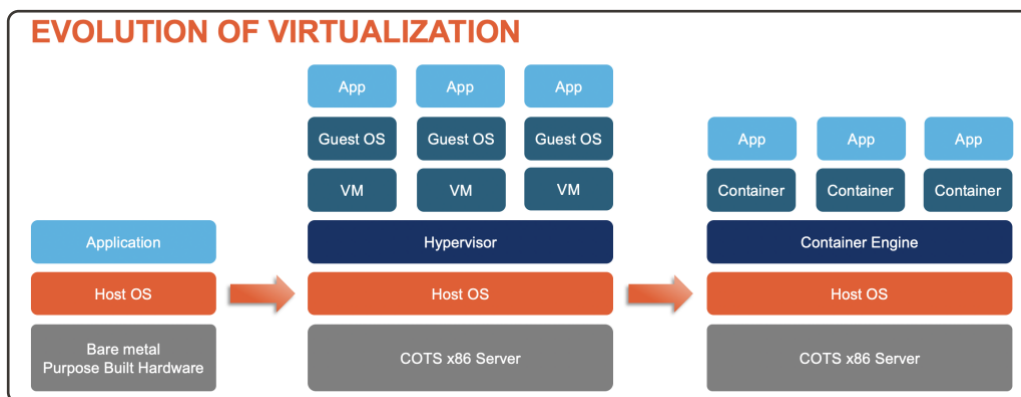 EVOLUTION OF VIRTUALIZATION
Application
Host OS
Bare metal
Purpose Built Hardware
App App App
Guest OS Guest OS Guest OS
VM VM VM
Hypervisor
Host OS
COTS x86 Server
App App App
Container Container Container
Container Engine
Host OS
COTS x86 Server